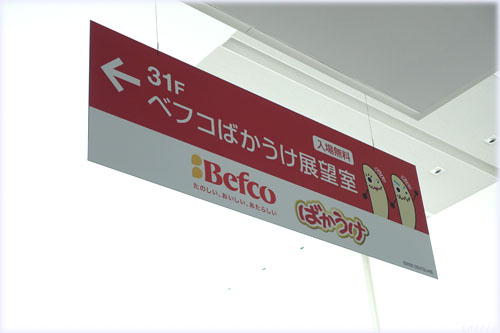 31F
ベフコばかうけ展望室
入場無料
Befco
たのしい、おいしい、あたらしい
ばかうけ